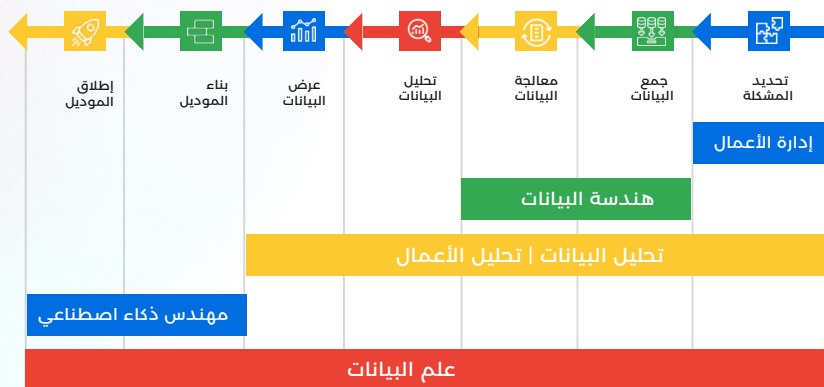 تحديد
المشكلة
جمع
البيانات
معالجة
البيانات
تحليل
البيانات
عرض
البيانات
بناء
الموديل
إطلاق
الموديل
إدارة الأعمال
هندسة البيانات
تحليل البيانات | تحليل الأعمال
مهندس ذكاء اصطناعي
علم البيانات